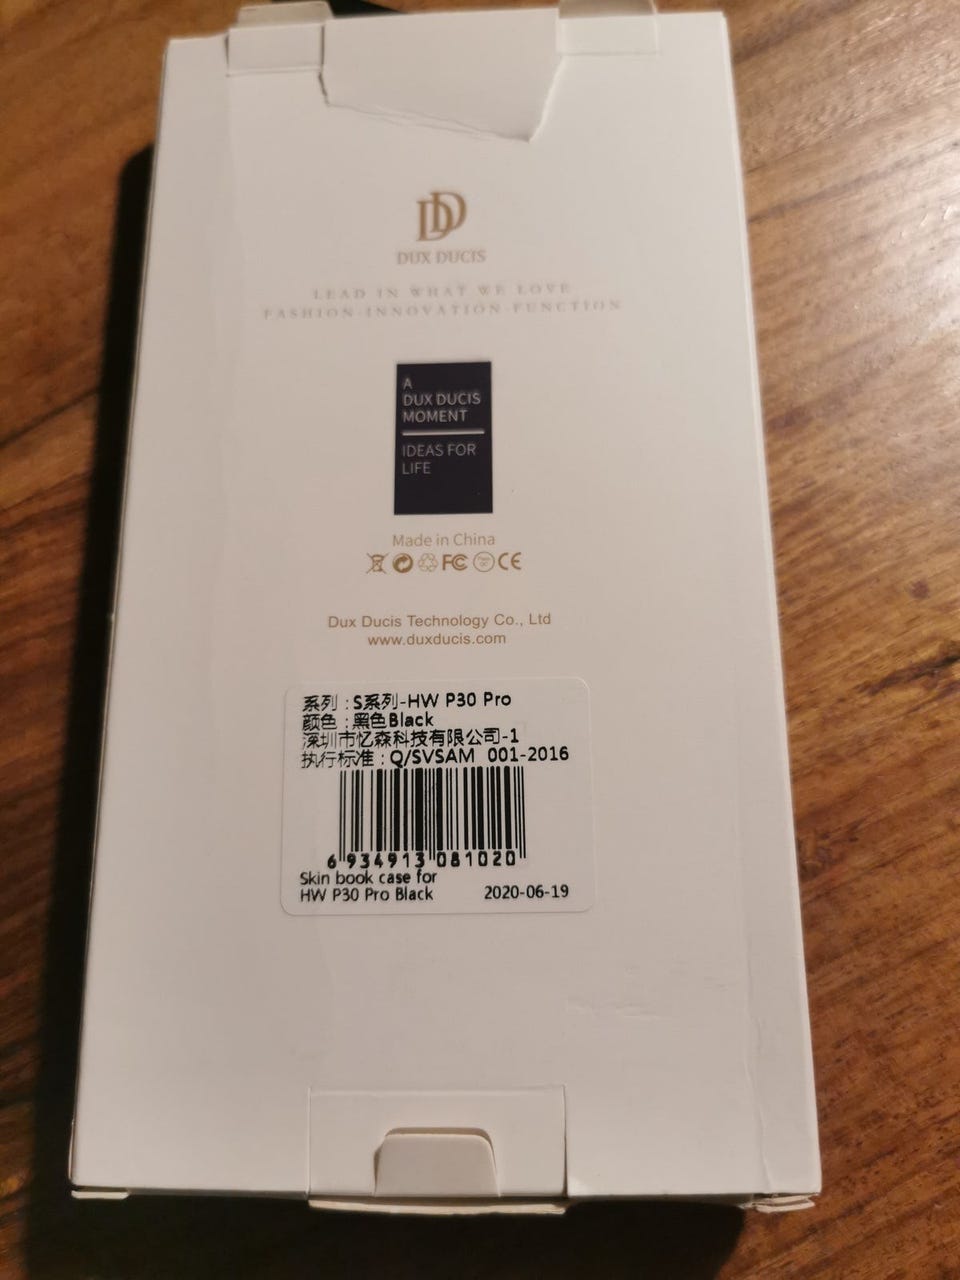 DD
DUX DUCIS
LEAD IN WHAT WE LOVE
FASHION·INNOVATION·FUNCTION
A
DUX DUCIS
MOMENT
IDEAS FOR
LIFE
Made in China
FC CE
Dux Ducis Technology Co., Ltd
www.duxducis.com
系列 : S系列-HW P30 Pro
颜色 : 黑色Black
深圳市忆森科技有限公司-1
执行标准 : Q/SVSAM 001-2016
6 934913 081020
Skin book case for
HW P30 Pro Black 2020-06-19